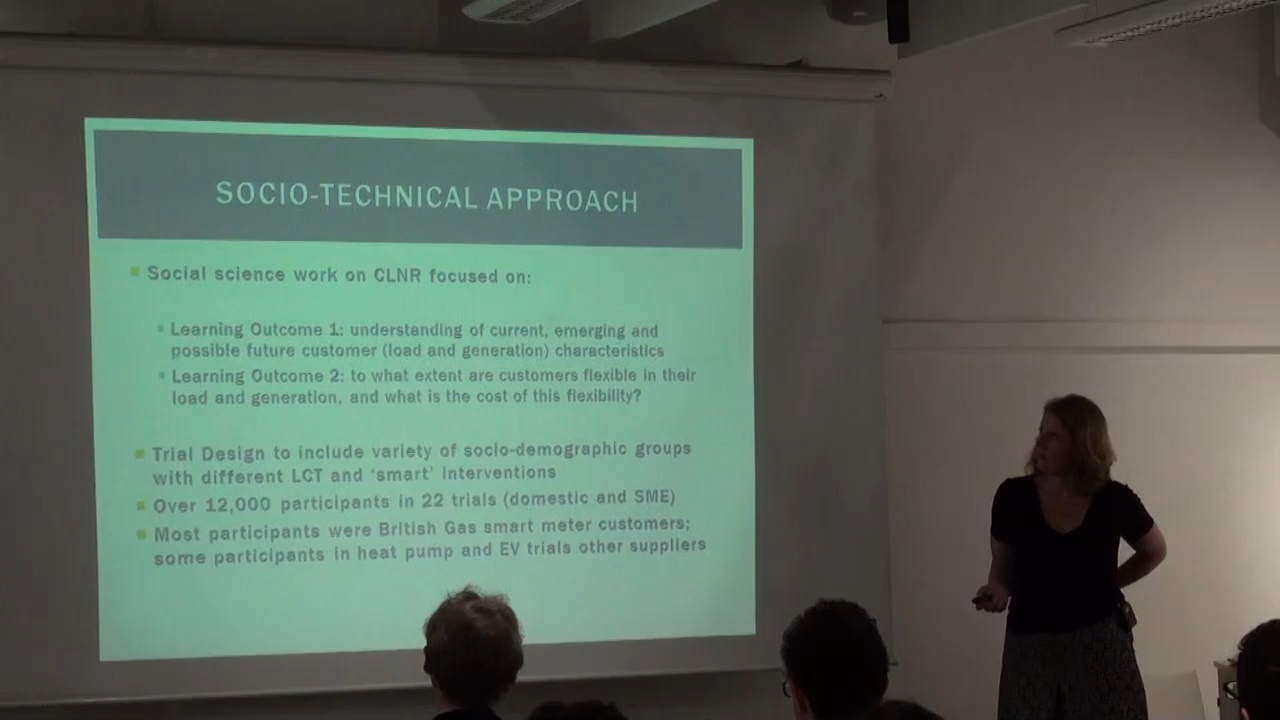 SOCIO-TECHNICAL APPROACH
Social science work on CLNR focused on:
Learning Outcome 1: understanding of current, emerging and
possible future customer (load and generation) characteristics
Learning Outcome 2: to what extent are customers flexible in their
load and generation, and what is the cost of this flexibility?
Trial Design to include variety of socio-demographic groups
with different LCT and ‘smart’ interventions
Over 12,000 participants in 22 trials (domestic and SME)
Most participants were British Gas smart meter customers;
some participants in heat pump and EV trials other suppliers